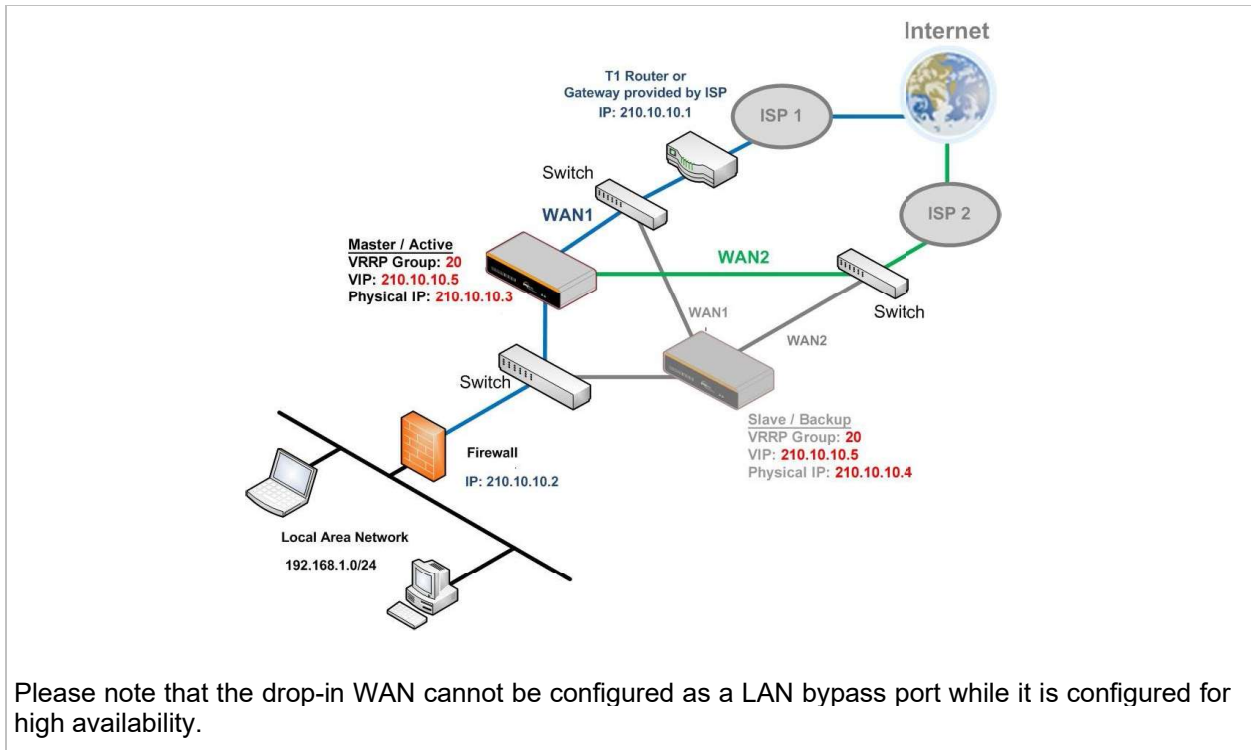 Internet
T1 Router or
Gateway provided by ISP
IP: 210.10.10.1
ISP 1
Switch
WAN1
ISP 2
Master / Active
VRRP Group: 20
VIP: 210.10.10.5
Physical IP: 210.10.10.3
WAN2
Switch
WAN1
WAN2
Switch
Slave / Backup
VRRP Group: 20
VIP: 210.10.10.5
Physical IP: 210.10.10.4
Firewall
IP: 210.10.10.2
Local Area Network
192.168.1.0/24
Please note that the drop-in WAN cannot be configured as a LAN bypass port while it is configured for
high availability.